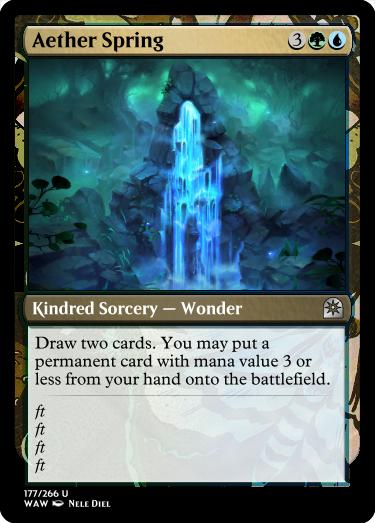 Aether Spring 3
Kindred Sorcery — Wonder
Draw two cards. You may put a
permanent card with mana value 3 or
less from your hand onto the battlefield.
ft
ft
ft
ft
177/266 U
WAW NELE DIEL